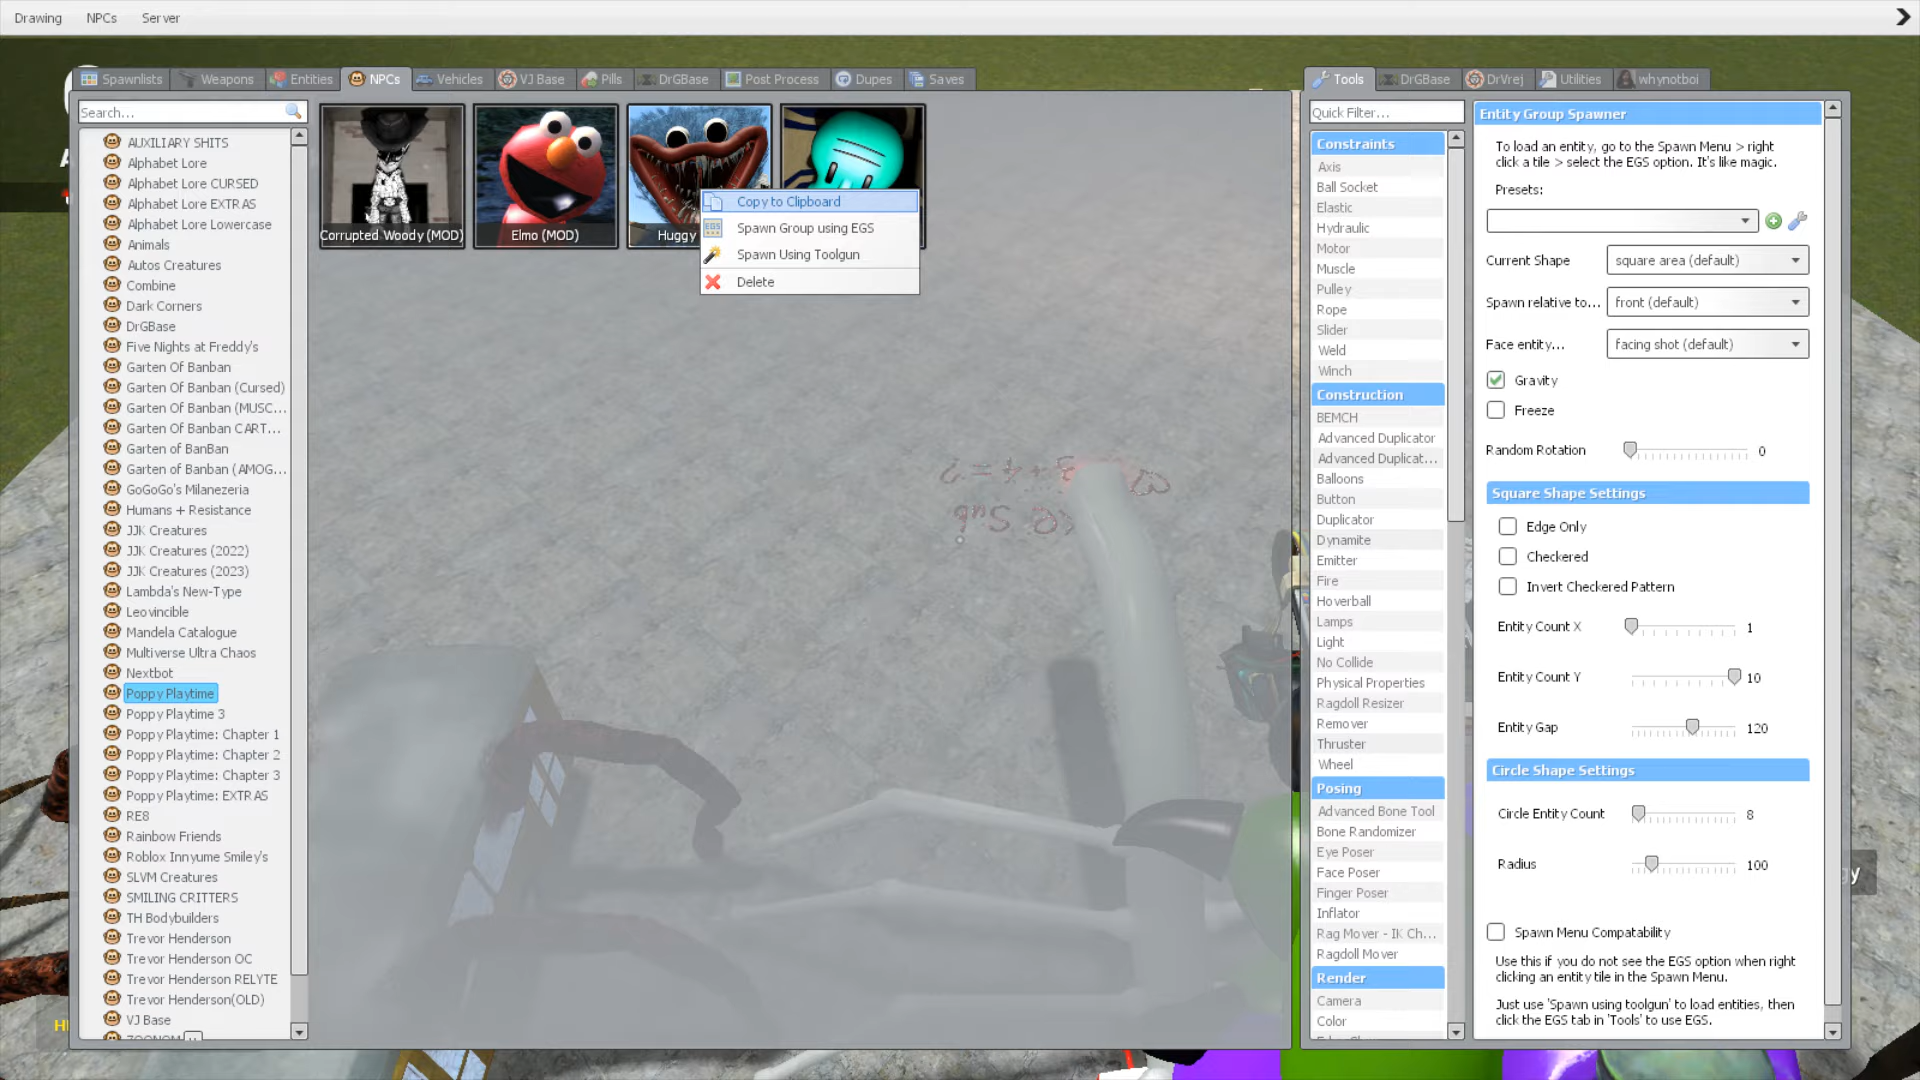 Drawing NPCs Server
Spawnlists Weapons Entities NPCs Vehicles VJ Base Pills DrGBase Post Process Dupes Saves
Search...
AUXILIARY SHITS
Alphabet Lore
Alphabet Lore CURSED
Alphabet Lore EXTRAS
Alphabet Lore Lowercase
Animals
Autos Creatures
Combine
Dark Corners
DrGBase
Five Nights at Freddy's
Garten Of Banban
Garten Of Banban (Cursed)
Garten Of Banban (MUSC...
Garten Of Banban CART...
Garten of BanBan
Garten of Banban ( AMOG...
GoGoGo's Milanezeria
Humans + Resistance
JJK Creatures
JJK Creatures (2022)
JJK Creatures (2023)
Lambda's New-Type
Leovincible
Mandela Catalogue
Multiverse Ultra Chaos
Nextbot
Poppy Playtime
Poppy Playtime 3
Poppy Playtime: Chapter 1
Poppy Playtime: Chapter 2
Poppy Playtime: Chapter 3
Poppy Playtime: EXTRAS
RE8
Rainbow Friends
Roblox Innyume Smiley's
SLVM Creatures
SMILING CRITTERS
TH Bodybuilders
Trevor Henderson
Trevor Henderson OC
Trevor Henderson RELYTE
Trevor Henderson(OLD)
VJ Base
Corrupted Woody (MOD)
Elmo (MOD)
Huggy
Copy to Clipboard
EGS Spawn Group using EGS
Spawn Using Toolgun
Delete
Tools DrGBase DrVrej Utilities whynotboi
Quick Filter...
Constraints
Axis
Ball Socket
Elastic
Hydraulic
Motor
Muscle
Pulley
Rope
Slider
Weld
Winch
Construction
BEMCH
Advanced Duplicator
Advanced Duplicat...
Balloons
Button
Duplicator
Dynamite
Emitter
Fire
Hoverball
Lamps
Light
No Collide
Physical Properties
Ragdoll Resizer
Remover
Thruster
Wheel
Posing
Advanced Bone Tool
Bone Randomizer
Eye Poser
Face Poser
Finger Poser
Inflator
Rag Mover - IK Ch...
Ragdoll Mover
Render
Camera
Color
Entity Group Spawner
To load an entity, go to the Spawn Menu > right
click a tile > select the EGS option. It's like magic.
Presets:
Current Shape square area (default)
Spawn relative to... front (default)
Face entity... facing shot (default)
Gravity
Freeze
Random Rotation 0
Square Shape Settings
Edge Only
Checkered
Invert Checkered Pattern
Entity Count X 1
Entity Count Y 10
Entity Gap 120
Circle Shape Settings
Circle Entity Count 8
Radius 100
Spawn Menu Compatability
Use this if you do not see the EGS option when right
clicking an entity tile in the Spawn Menu.
Just use 'Spawn using toolgun' to load entities, then
click the EGS tab in 'Tools' to use EGS.